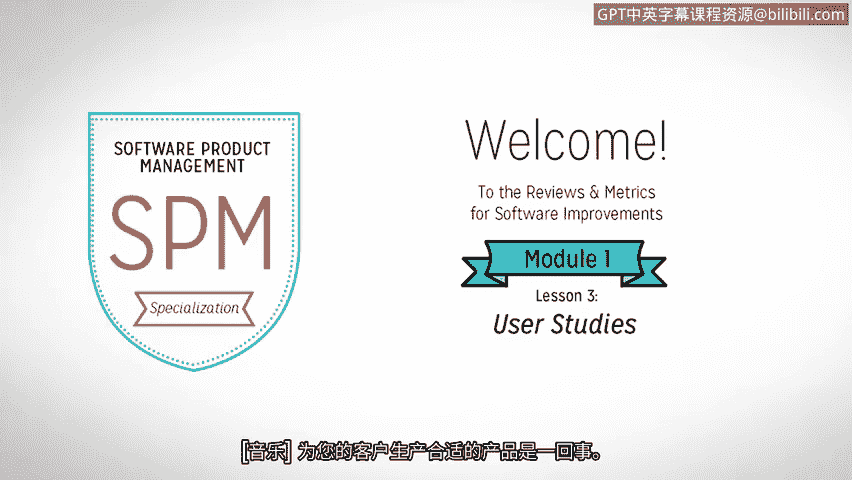 GPT中英字幕课程资源@bilibili.com
SOFTWARE PRODUCT
MANAGEMENT
SPM
Specialization
Welcome!
To the Reviews & Metrics
for Software Improvements
Module 1
Lesson 3:
User Studies
[音乐] 为您的客户生产合适的产品是一回事。